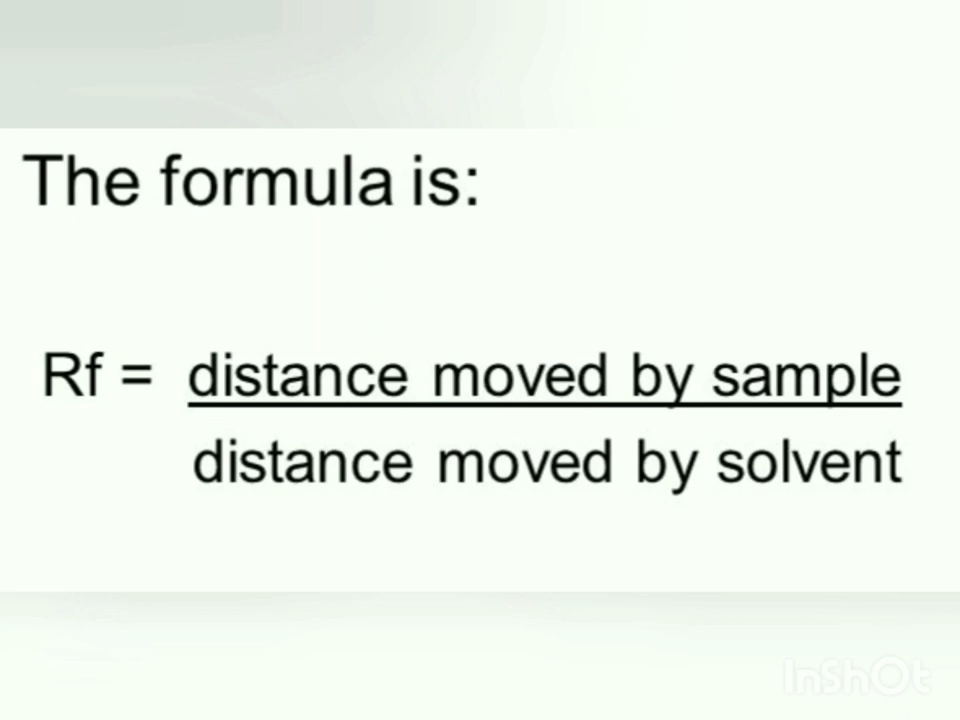 The formula is:
Rf = distance moved by sample
distance moved by solvent
InShOt